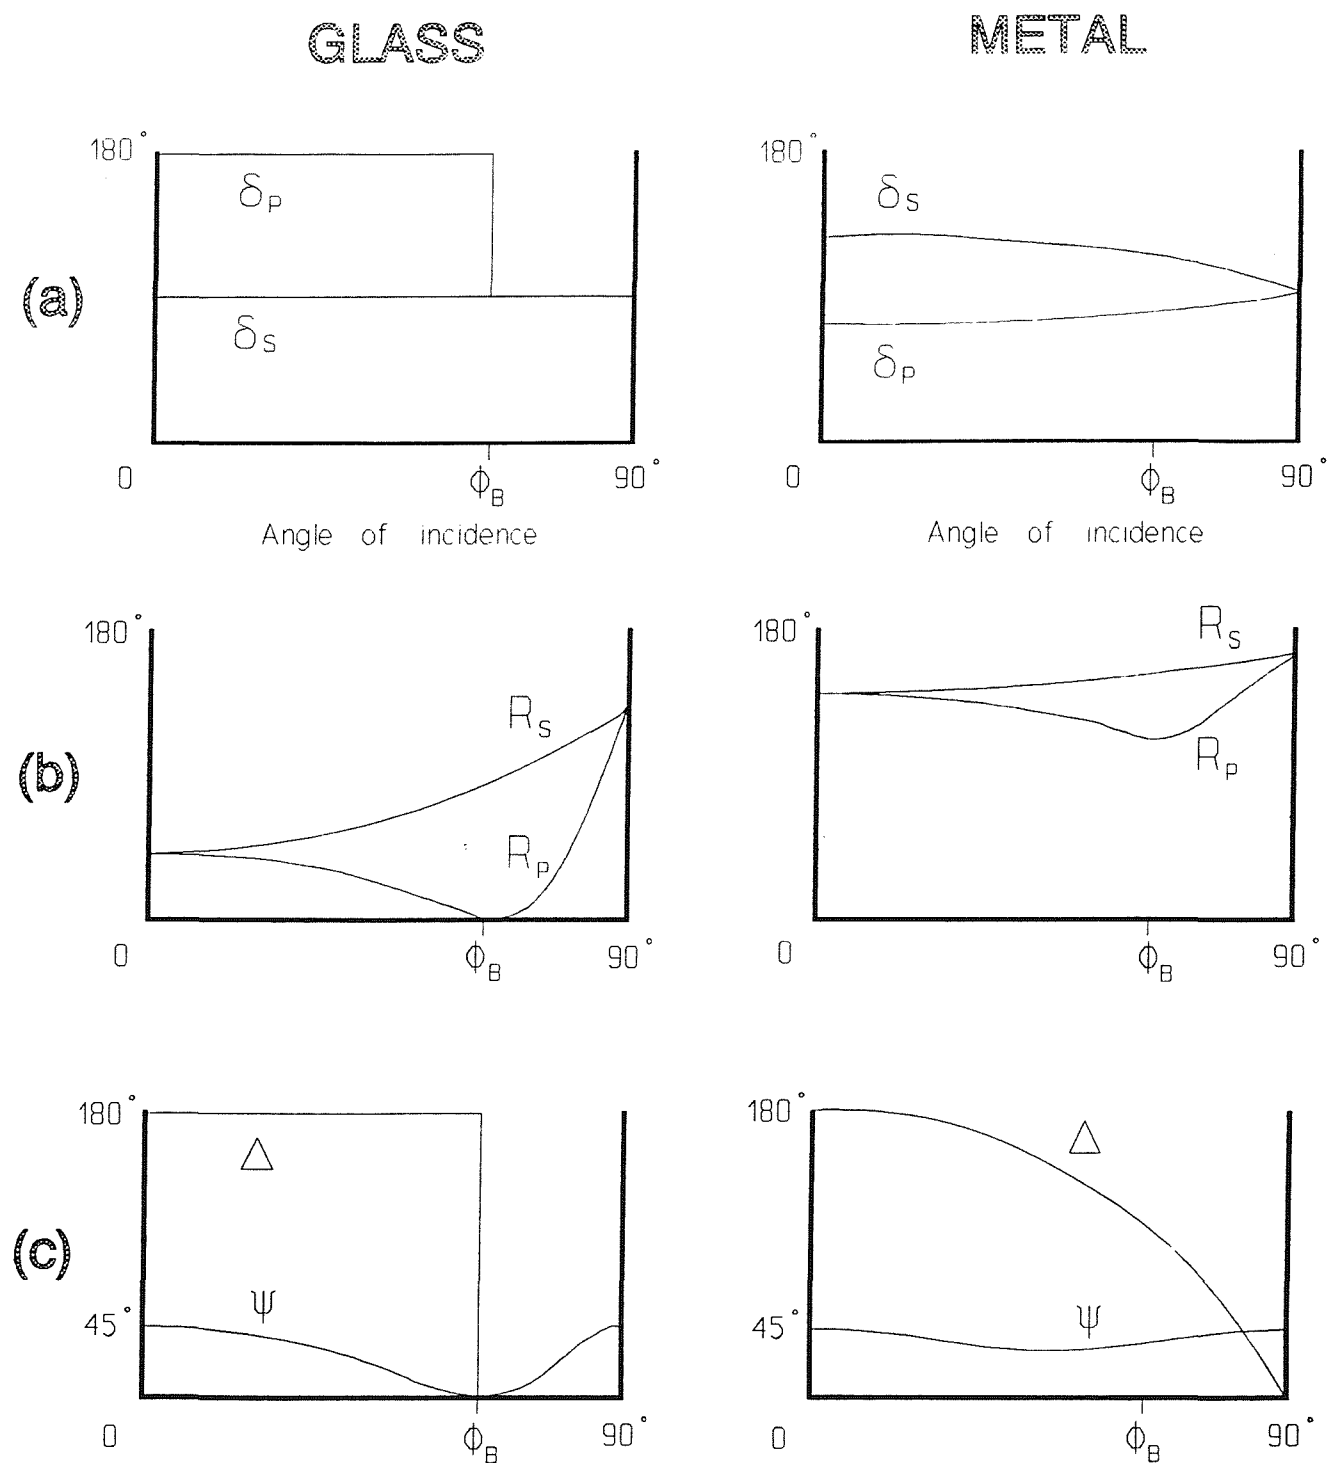 GLASS
METAL
(a)
180°
δP
δS
0
ΦB
90°
Angle of incidence
180°
δS
δP
0
ΦB
90°
Angle of incidence
(b)
180°
RS
RP
0
ΦB
90°
180°
RS
RP
0
ΦB
90°
(c)
180°
Δ
45°
Ψ
0
ΦB
90°
180°
Δ
45°
Ψ
0
ΦB
90°